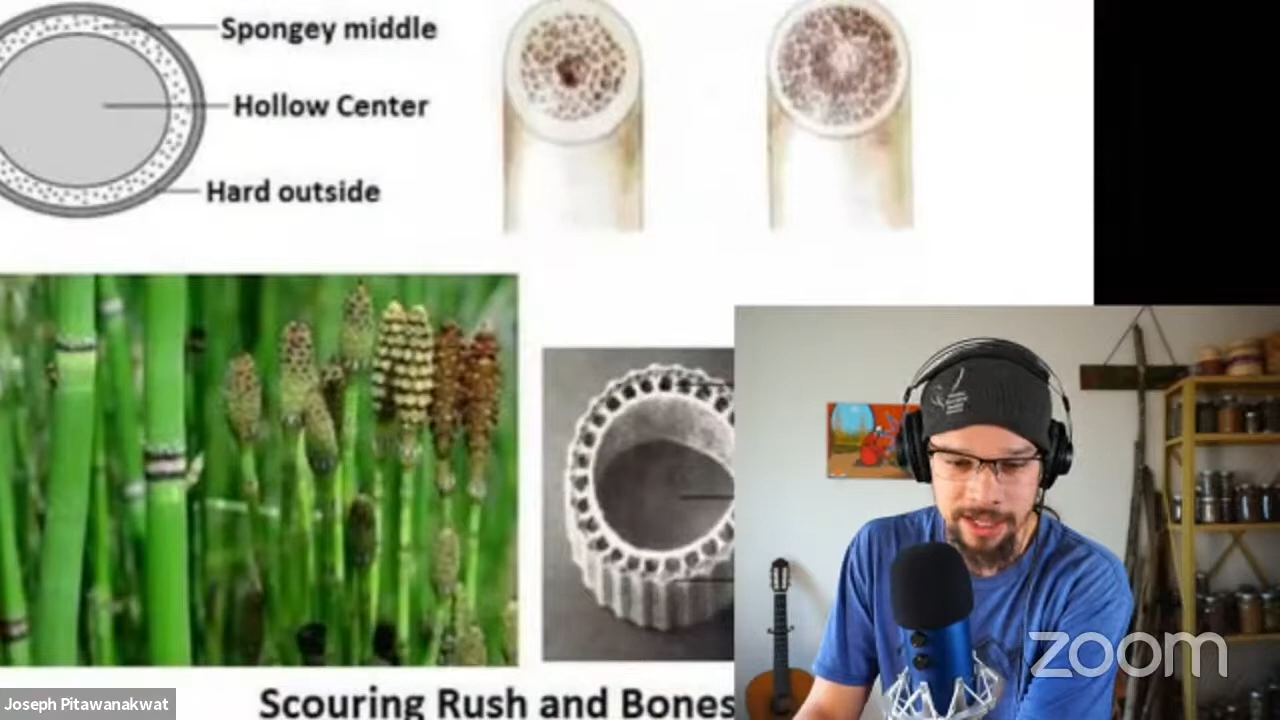 Spongey middle
Hollow Center
Hard outside
Scouring Rush and Bones
zoom
Joseph Pitawanakwat